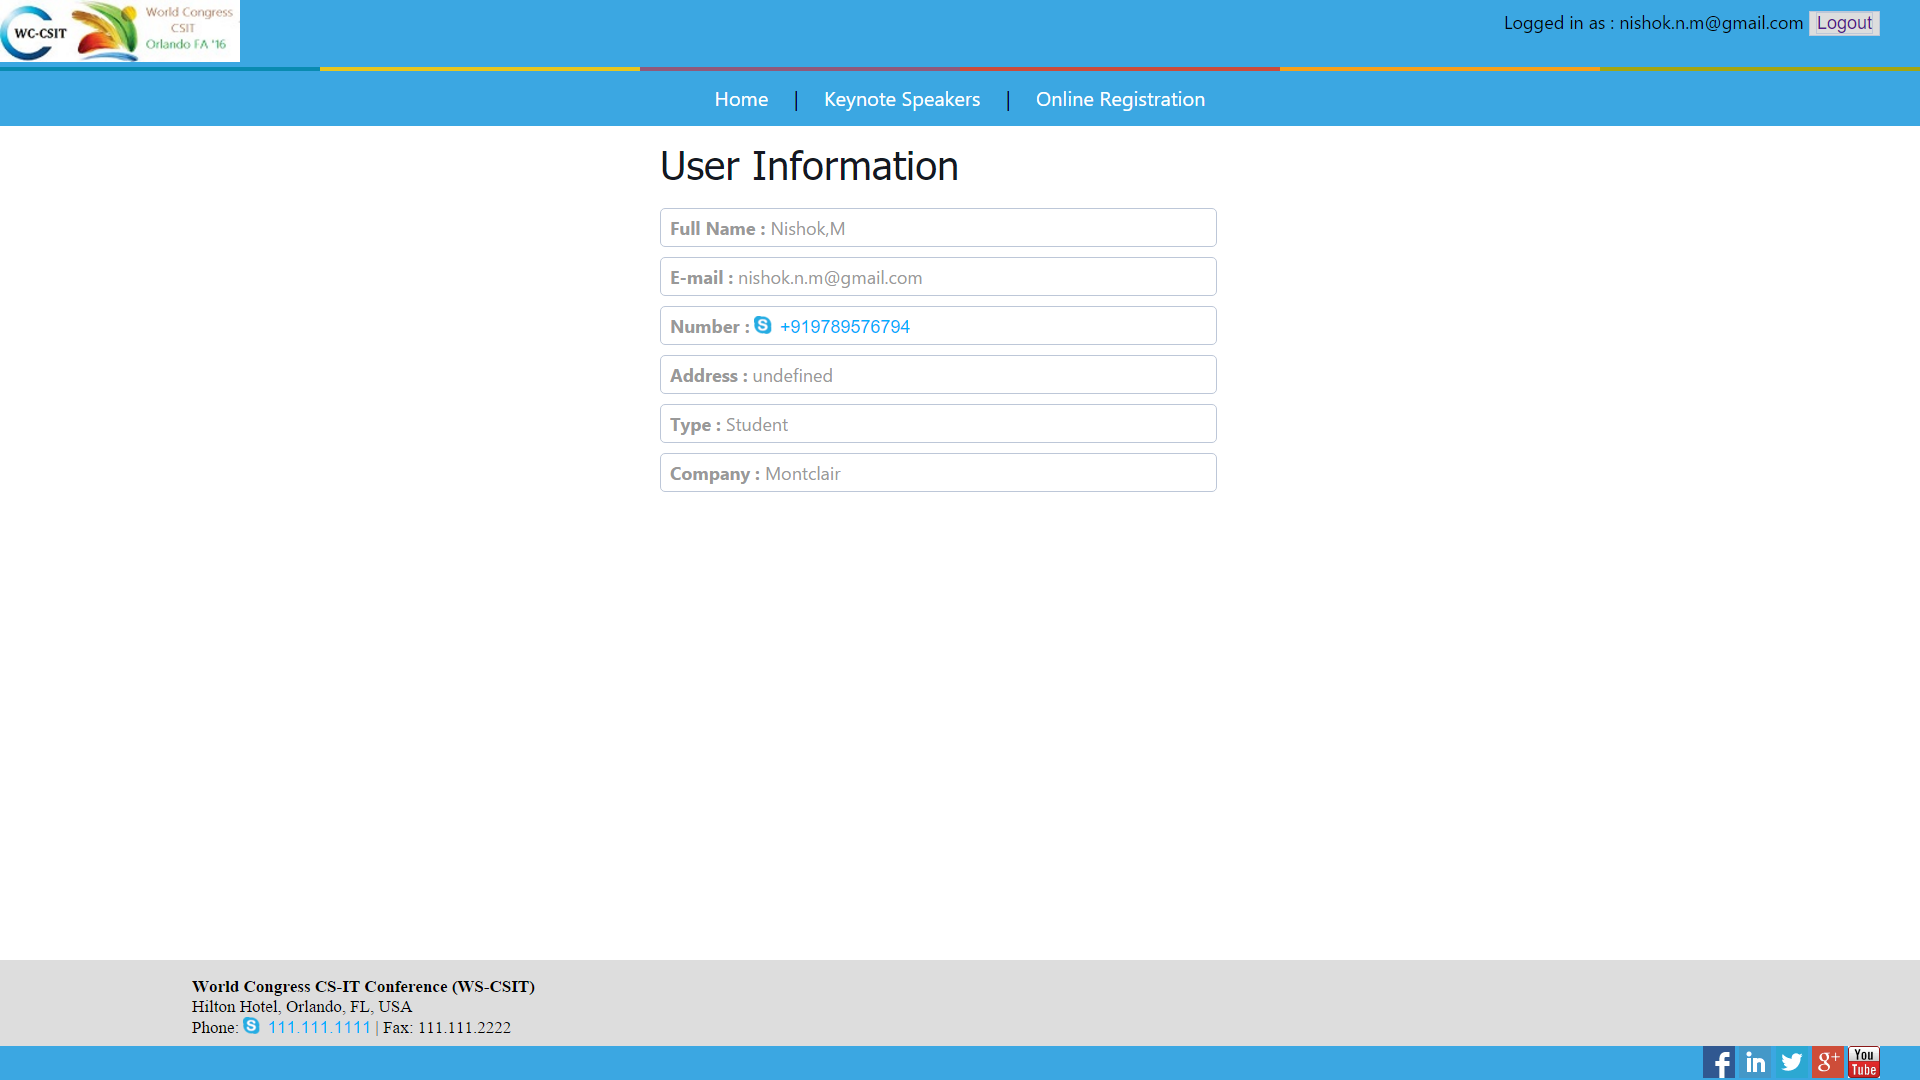 WC-CSIT
World Congress
CSIT
Orlando FA '16
Logged in as : nishok.n.m@gmail.com Logout
Home | Keynote Speakers | Online Registration
User Information
Full Name : Nishok,M
E-mail : nishok.n.m@gmail.com
Number : +919789576794
Address : undefined
Type : Student
Company : Montclair
World Congress CS-IT Conference (WS-CSIT)
Hilton Hotel, Orlando, FL, USA
Phone: 111.111.1111 | Fax: 111.111.2222
f in g+ You
Tube